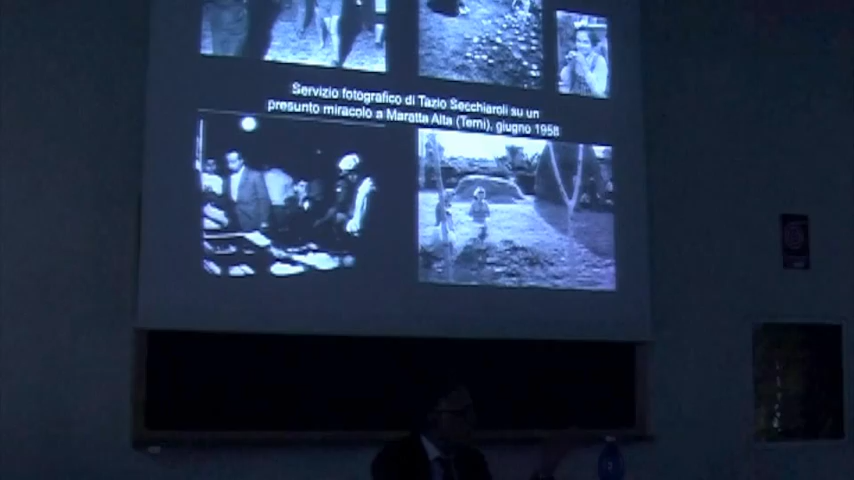 Servizio fotografico di Tazio Secchiaroli su un
presunto miracolo a Maratta Alta (Terni), giugno 1958